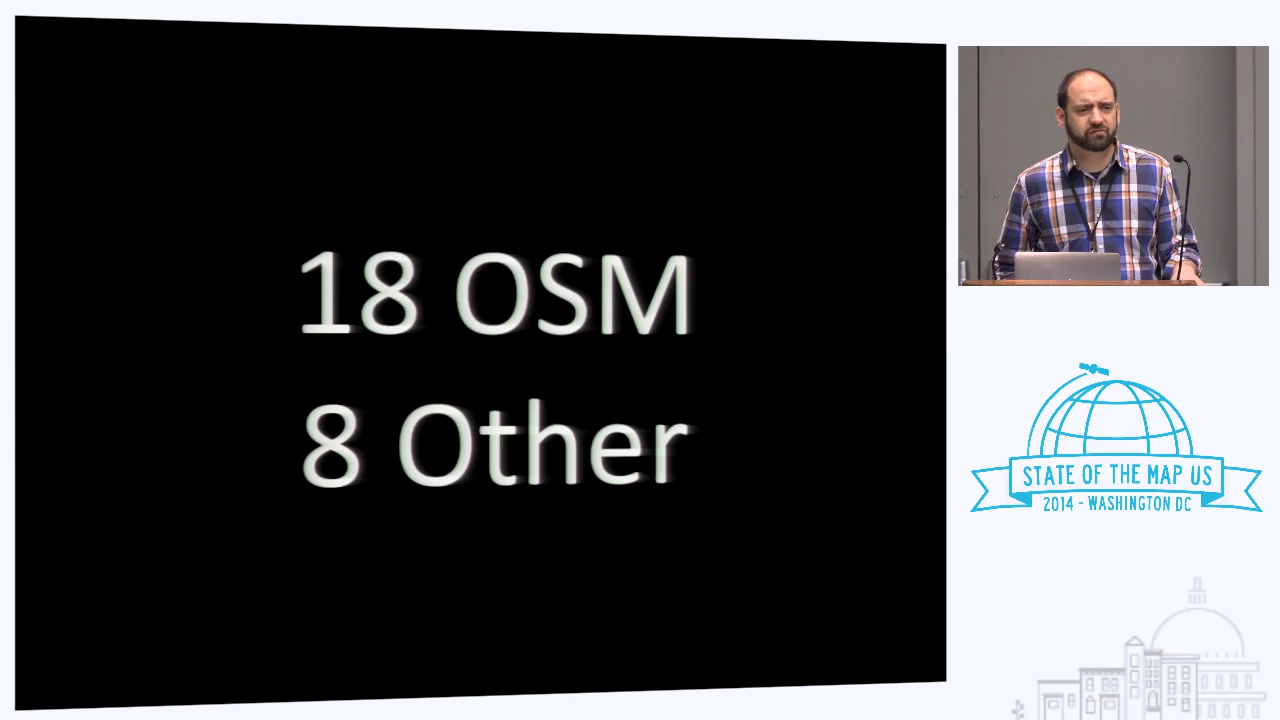 18 OSM
8 Other
STATE OF THE MAP US
2014 - WASHINGTON DC